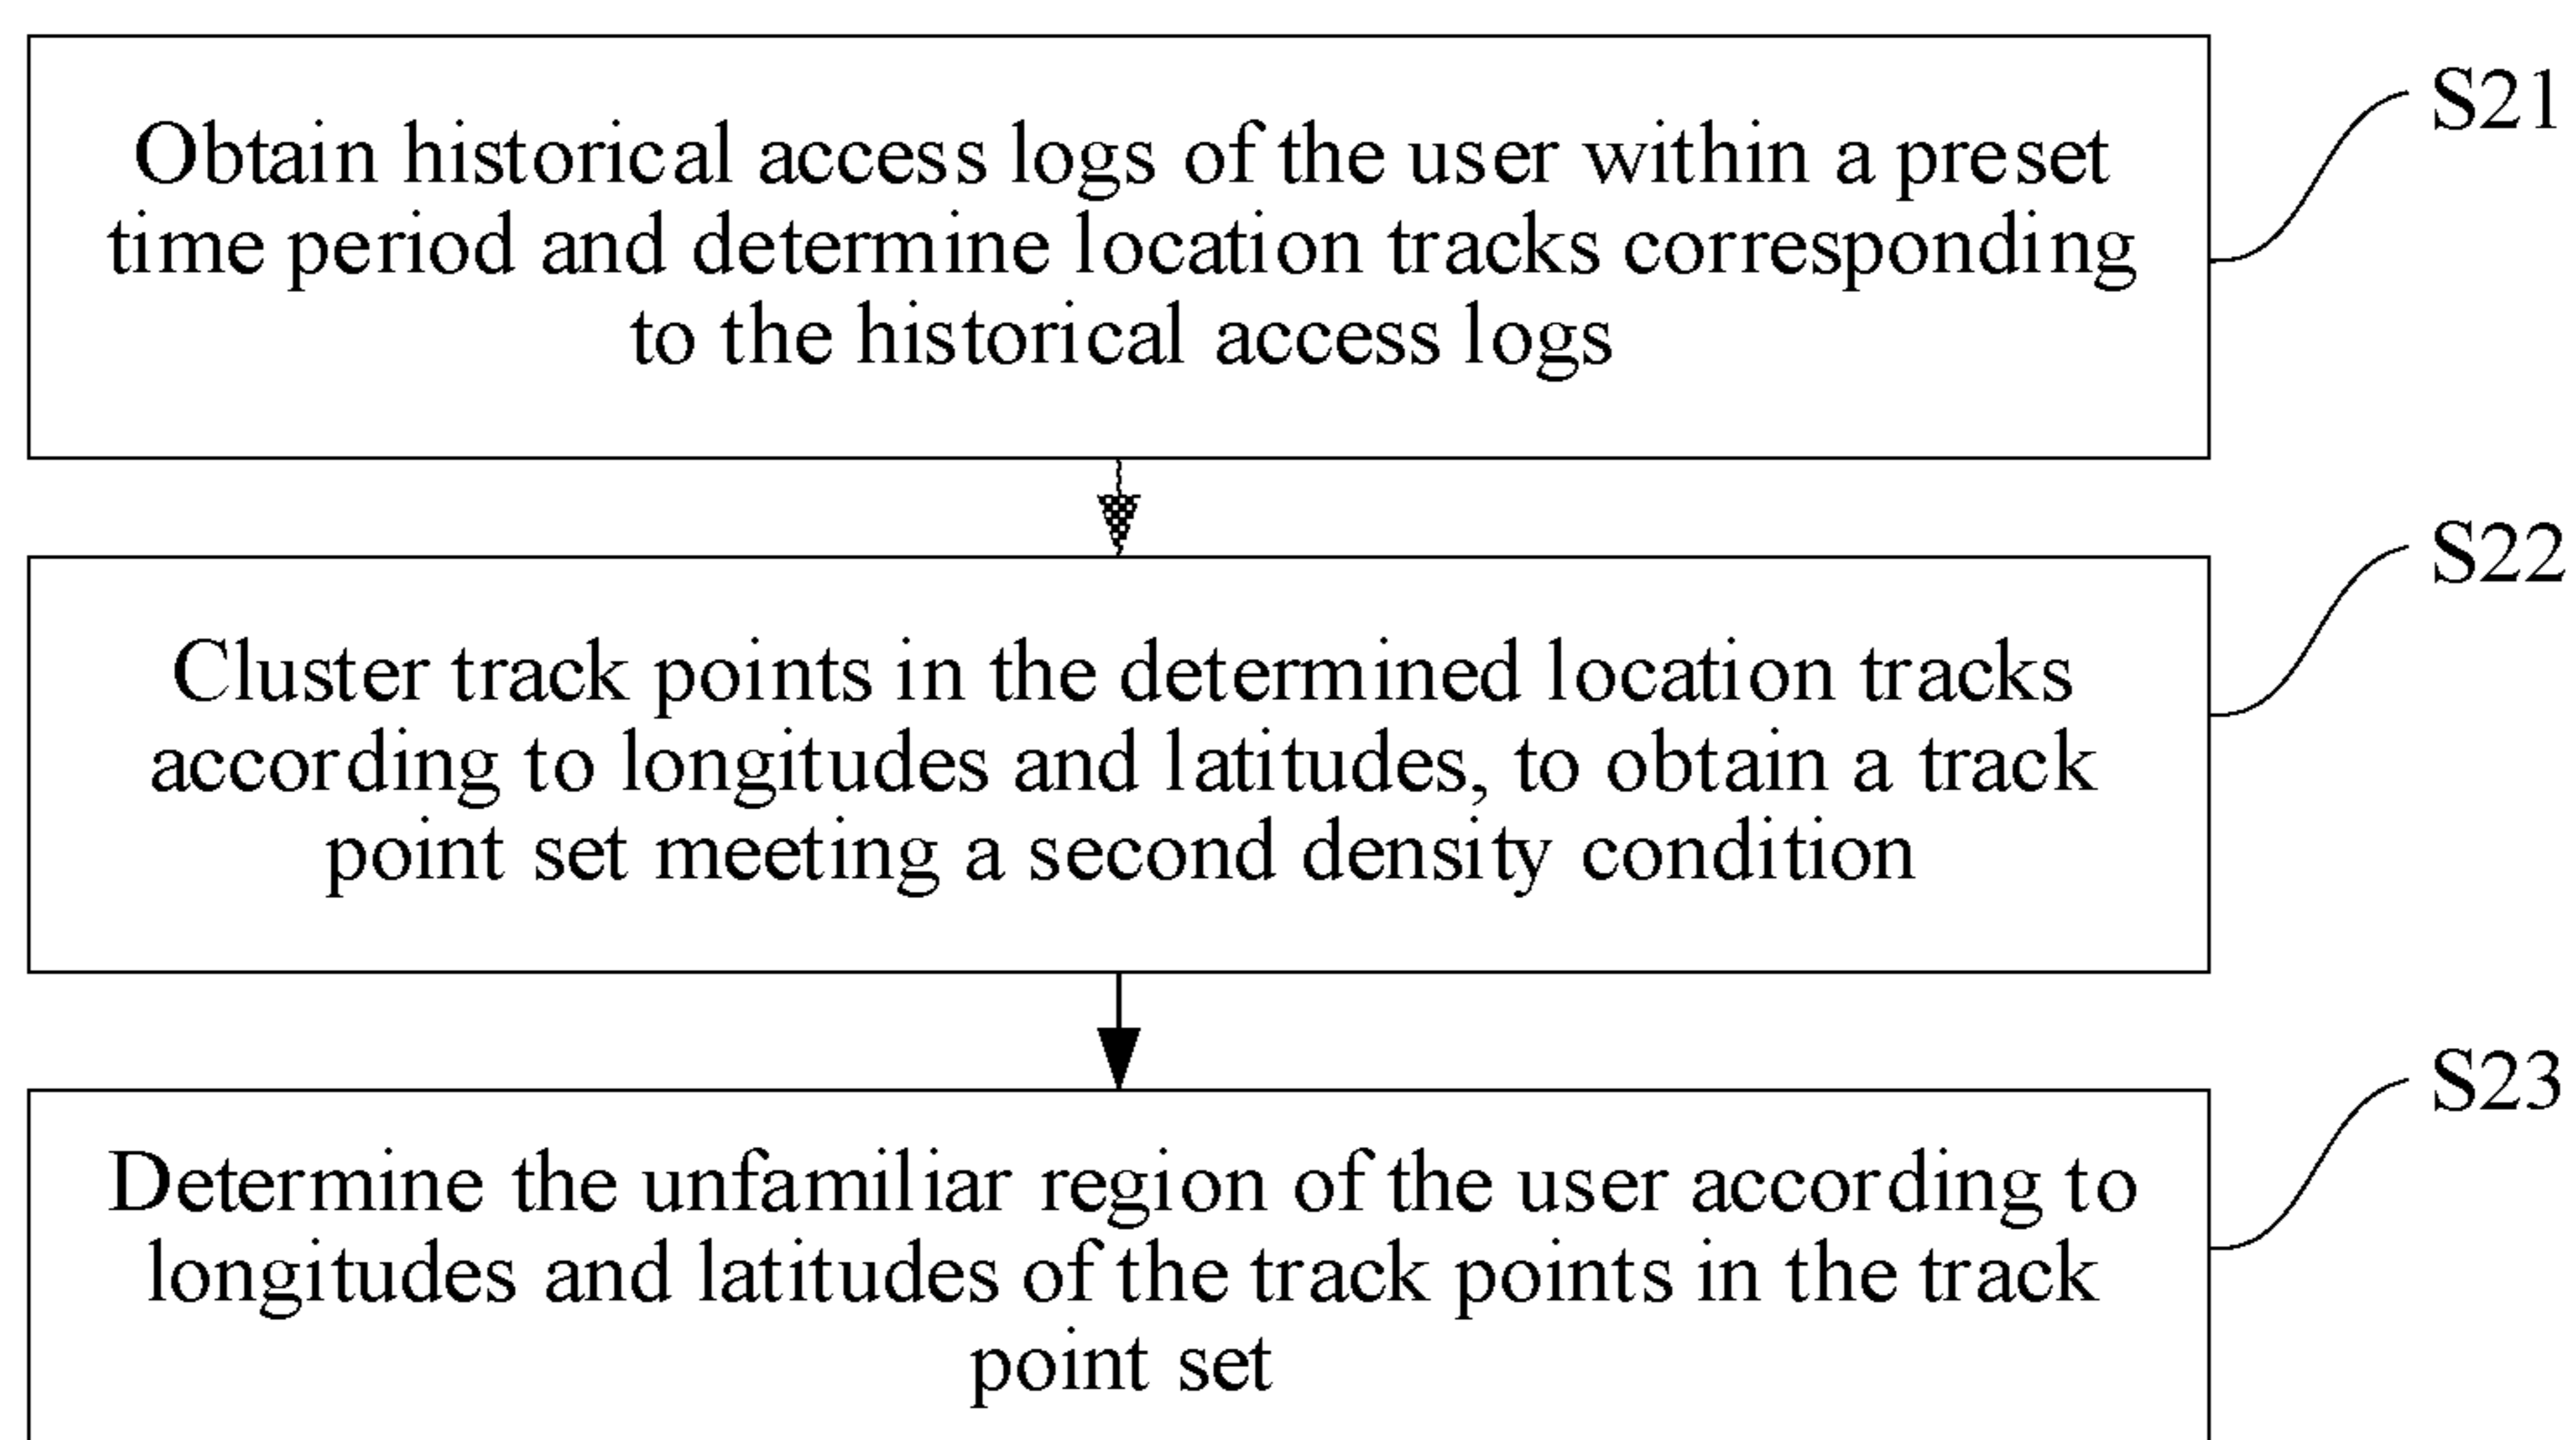 Obtain historical access logs of the user within a preset
time period and determine location tracks corresponding
to the historical access logs
S21
Cluster track points in the determined location tracks
according to longitudes and latitudes, to obtain a track
point set meeting a second density condition
S22
Determine the unfamiliar region of the user according to
longitudes and latitudes of the track points in the track
point set
S23